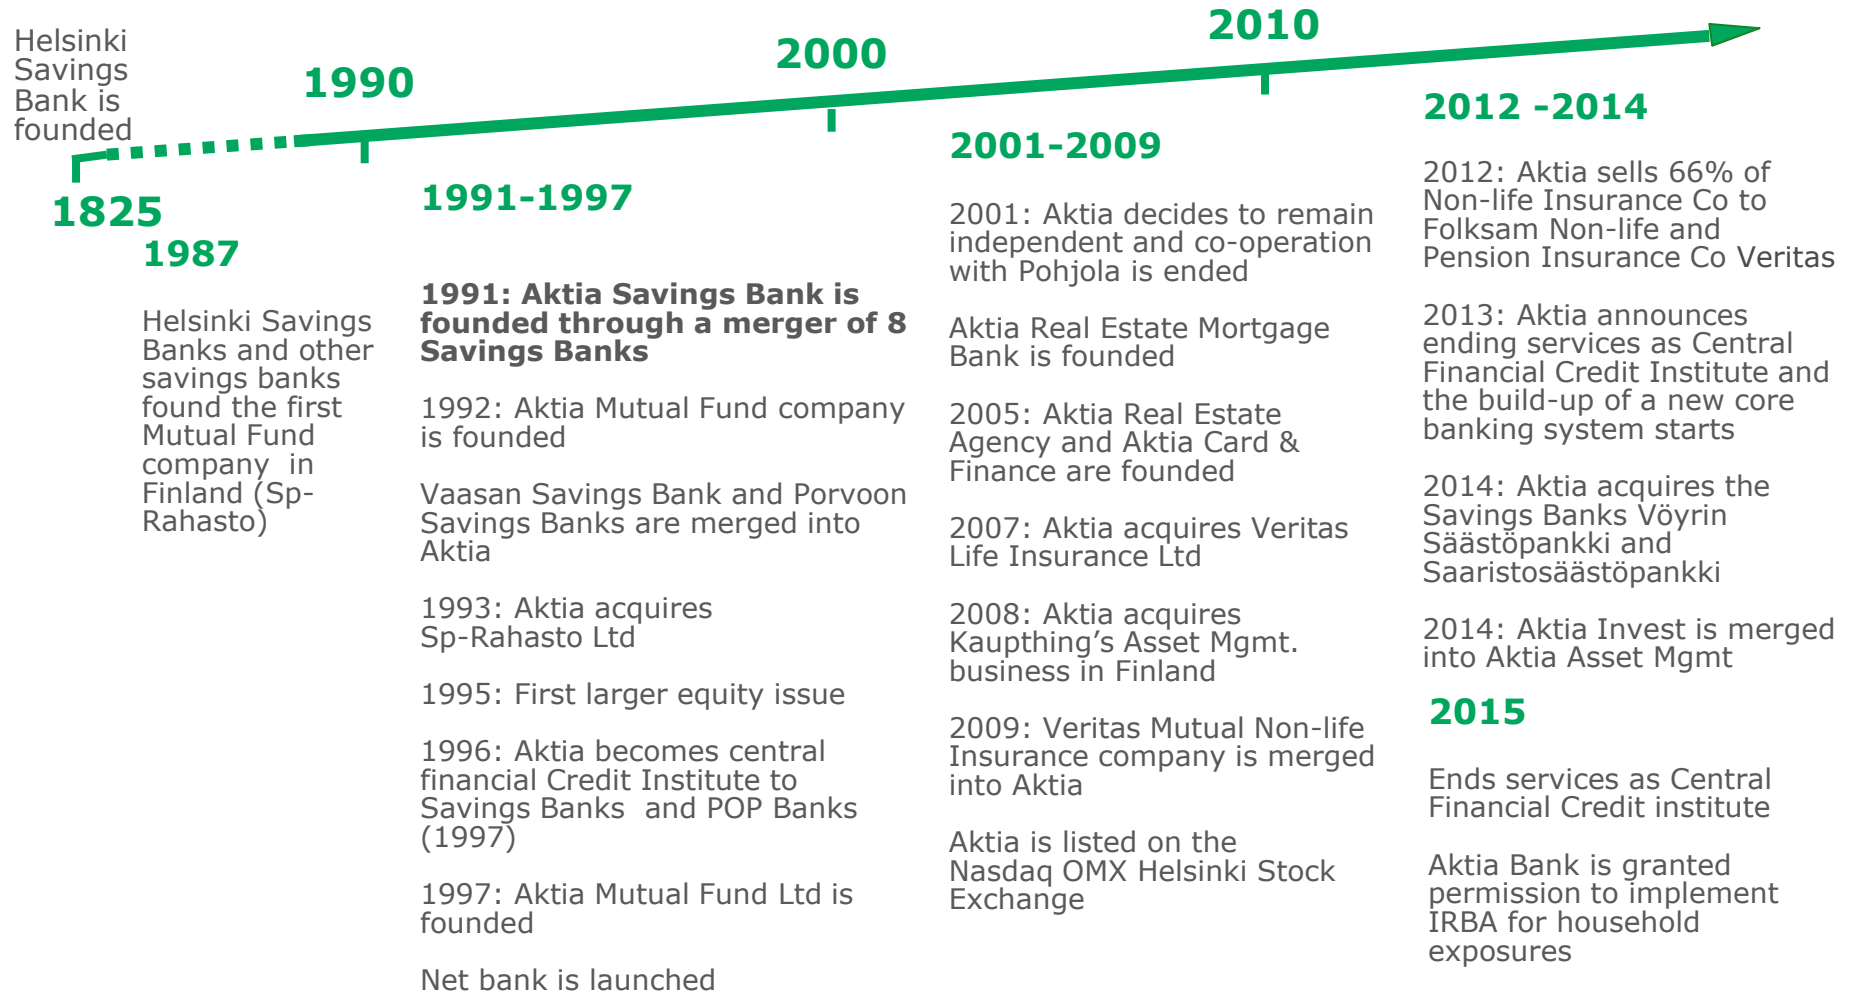 Helsinki
Savings
Bank is
founded
1990
2000
2010
1825
1987
Helsinki Savings
Banks and other
savings banks
found the first
Mutual Fund
company  in
Finland (Sp-
Rahasto)
1991-1997
1991: Aktia Savings Bank is
founded through a merger of 8
Savings Banks
1992: Aktia Mutual Fund company
is founded
Vaasan Savings Bank and Porvoon
Savings Banks are merged into
Aktia
1993: Aktia acquires
Sp-Rahasto Ltd
1995: First larger equity issue
1996: Aktia becomes central
financial Credit Institute to
Savings Banks  and POP Banks
(1997)
1997: Aktia Mutual Fund Ltd is
founded
Net bank is launched
2001-2009
2001: Aktia decides to remain
independent and co-operation
with Pohjola is ended
Aktia Real Estate Mortgage
Bank is founded
2005: Aktia Real Estate
Agency and Aktia Card &
Finance are founded
2007: Aktia acquires Veritas
Life Insurance Ltd
2008: Aktia acquires
Kaupthing’s Asset Mgmt.
business in Finland
2009: Veritas Mutual Non-life
Insurance company is merged
into Aktia
Aktia is listed on the
Nasdaq OMX Helsinki Stock
Exchange
2012 -2014
2012: Aktia sells 66% of
Non-life Insurance Co to
Folksam Non-life and
Pension Insurance Co Veritas
2013: Aktia announces
ending services as Central
Financial Credit Institute and
the build-up of a new core
banking system starts
2014: Aktia acquires the
Savings Banks Vöyrin
Säästöpankki and
Saaristosäästöpankki
2014: Aktia Invest is merged
into Aktia Asset Mgmt
2015
Ends services as Central
Financial Credit institute
Aktia Bank is granted
permission to implement
IRBA for household
exposures